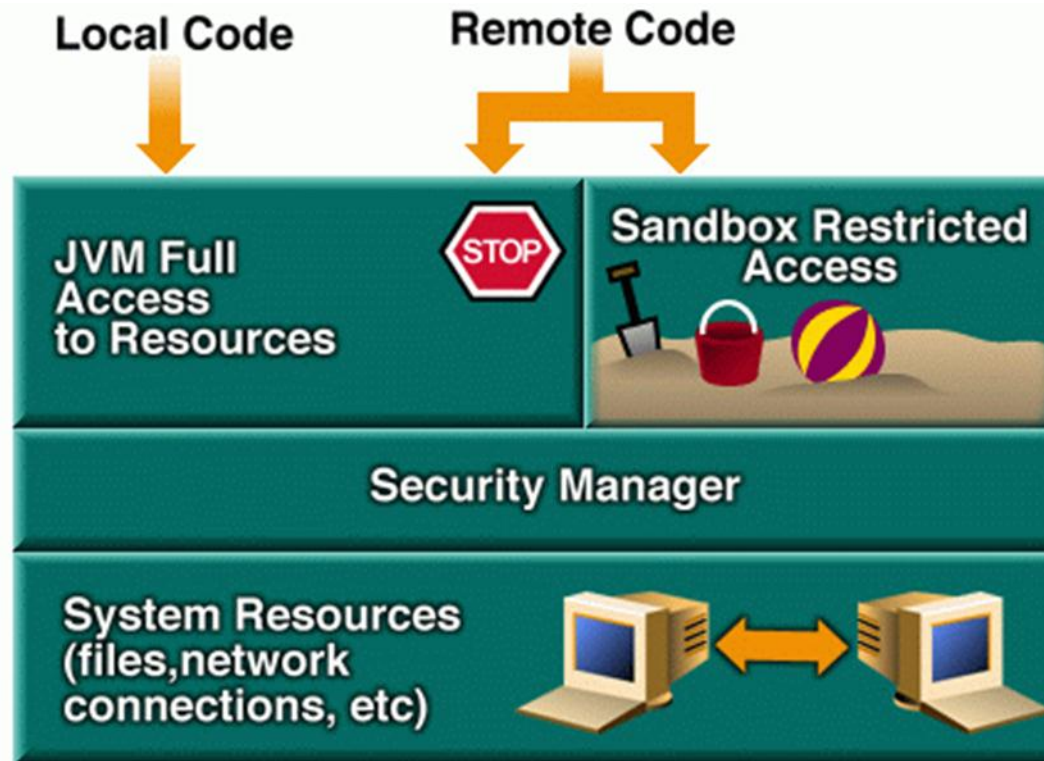 Local Code
Remote Code
JVM Full
Access
to Resources
STOP
Sandbox Restricted
Access
Security Manager
System Resources
(files,network
connections, etc)